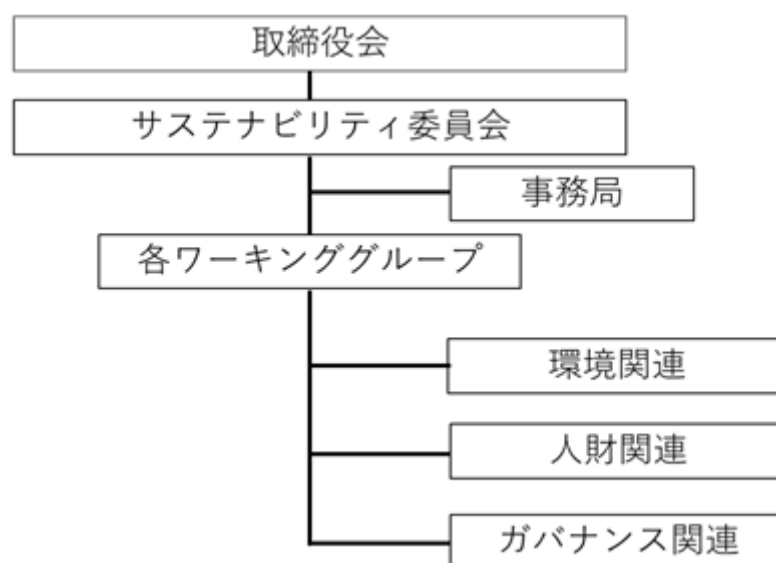 取締役会
サステナビリティ委員会
事務局
各ワーキンググループ
環境関連
人財関連
ガバナンス関連